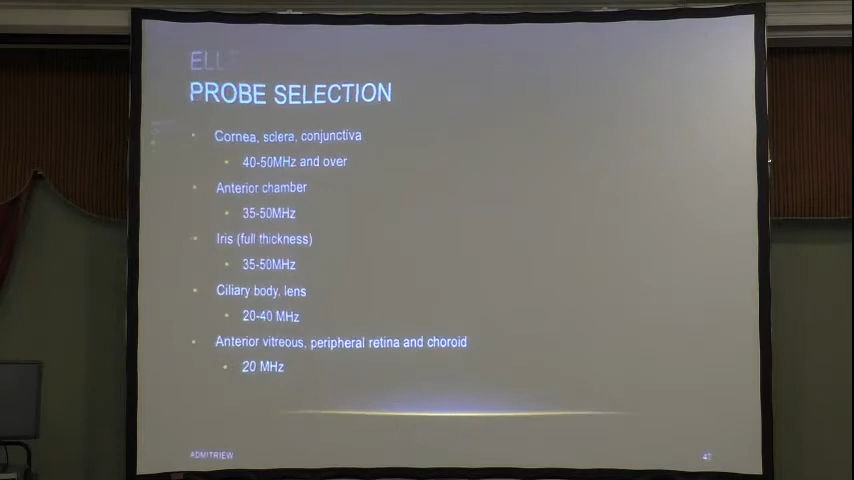 PROBE SELECTION
• Cornea, sclera, conjunctiva
• 40-50MHz and over
• Anterior chamber
• 35-50MHz
• Iris (full thickness)
• 35-50MHz
• Ciliary body, lens
• 20-40 MHz
• Anterior vitreous, peripheral retina and choroid
• 20 MHz
ADMITRIEW